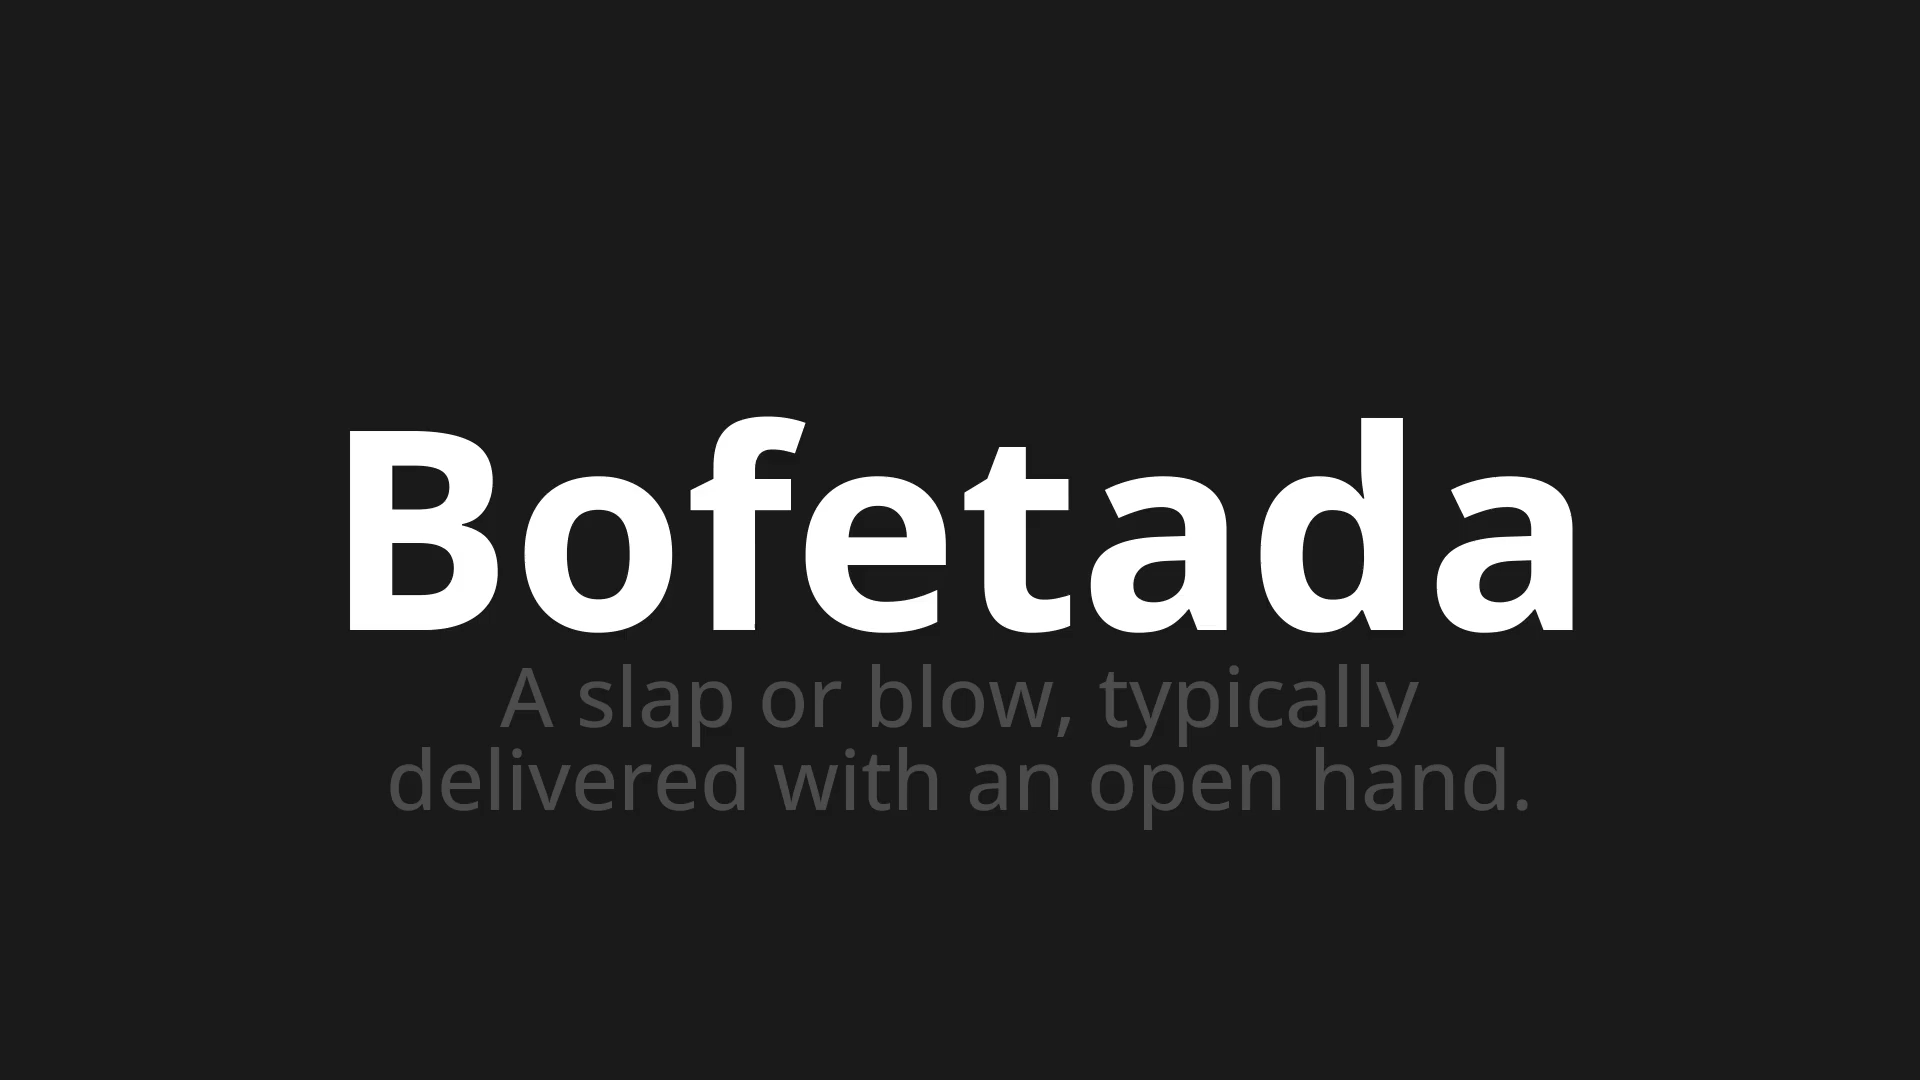 Bofetada
A slap or blow, typically
delivered with an open hand.